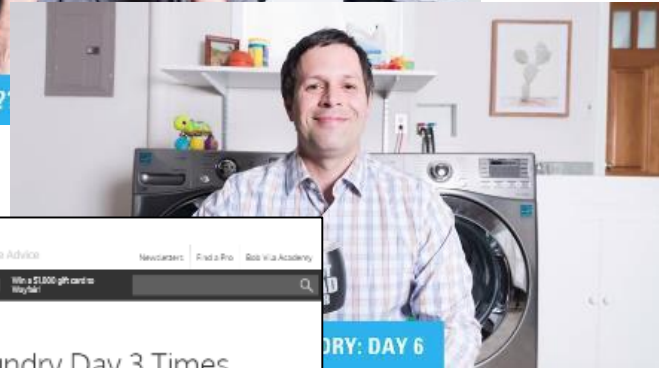 ?
DRY: DAY 6
Advice
Newsletters Find a Pro Bob Vila Academy
Win a $1,000 gift card to
Wayfair!
undry Day 3 Times